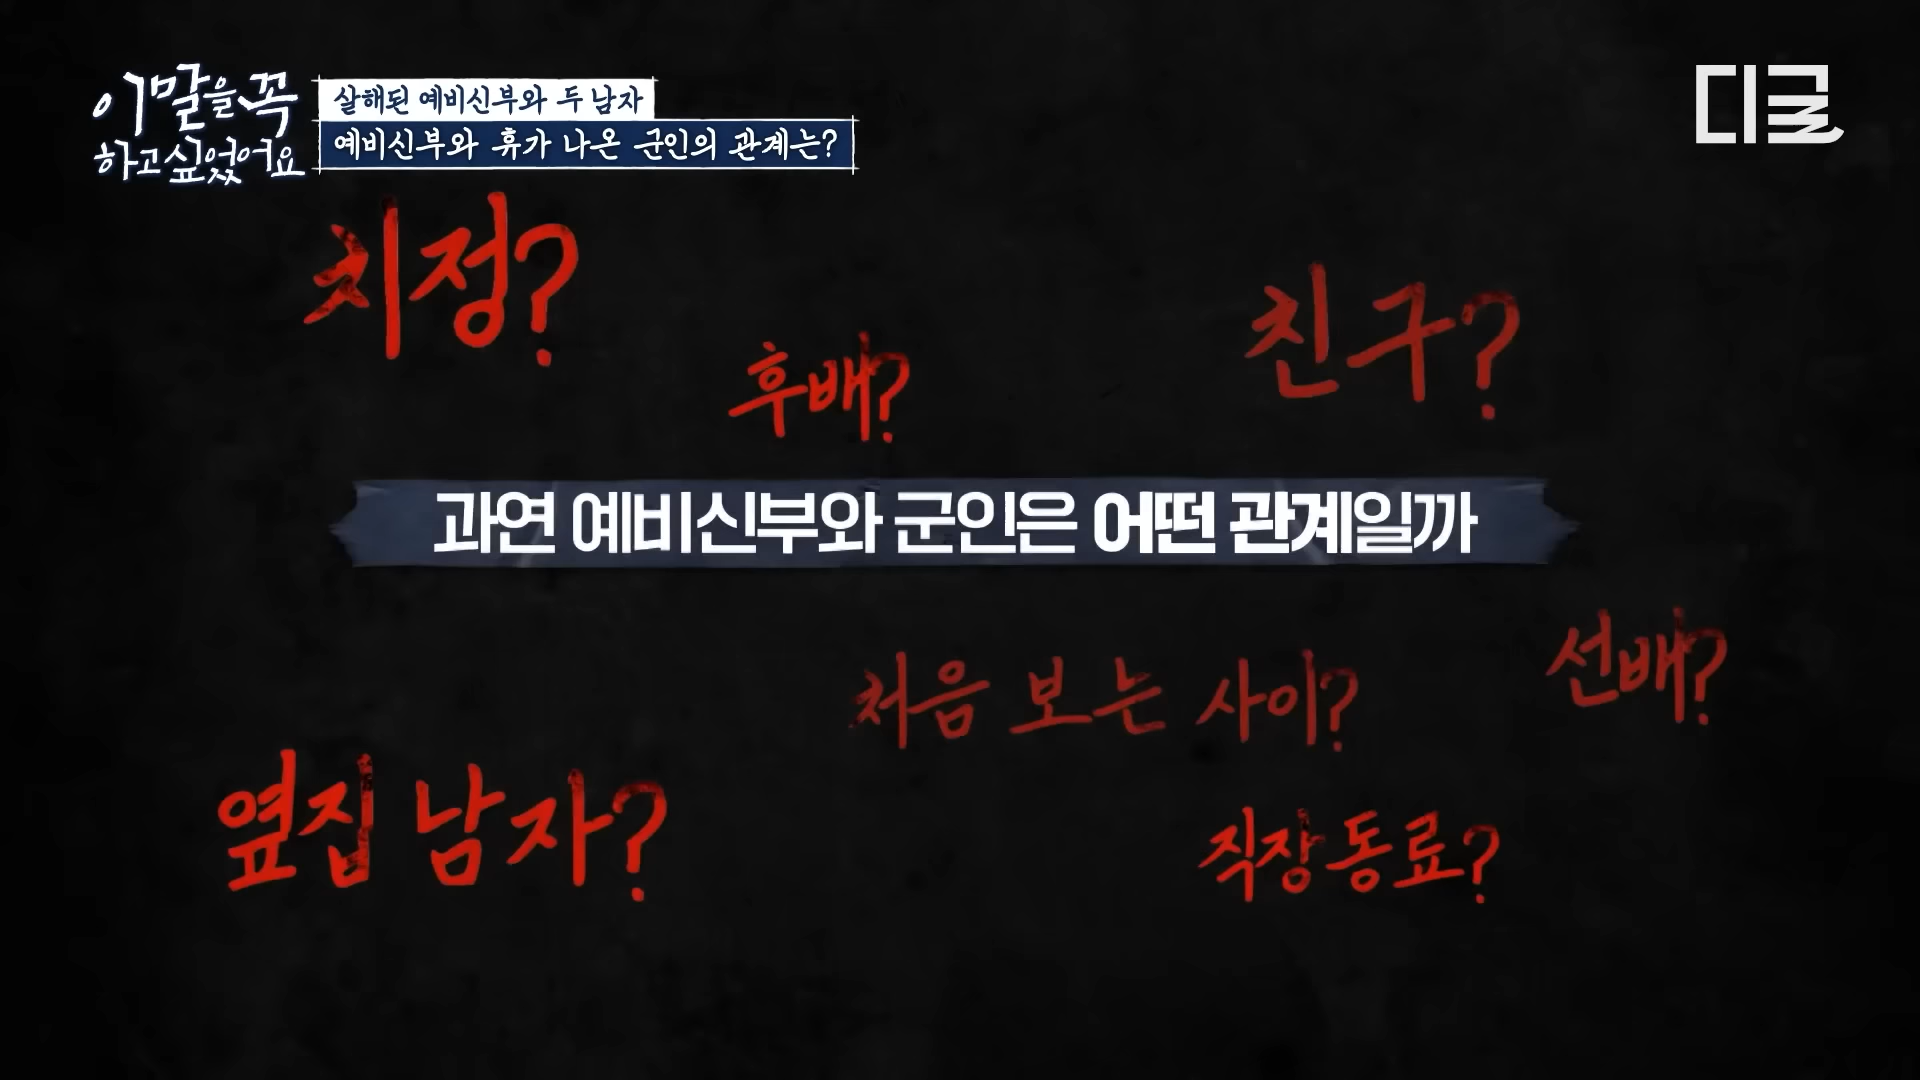 이 말을 꼭
하고 싶었어요
살해된 예비신부와 두 남자
예비신부와 휴가 나온 군인의 관계는?
디글
치정?
친구?
후배?
과연 예비신부와 군인은 어떤 관계일까
선배?
처음 보는 사이?
옆집 남자?
직장 동료?